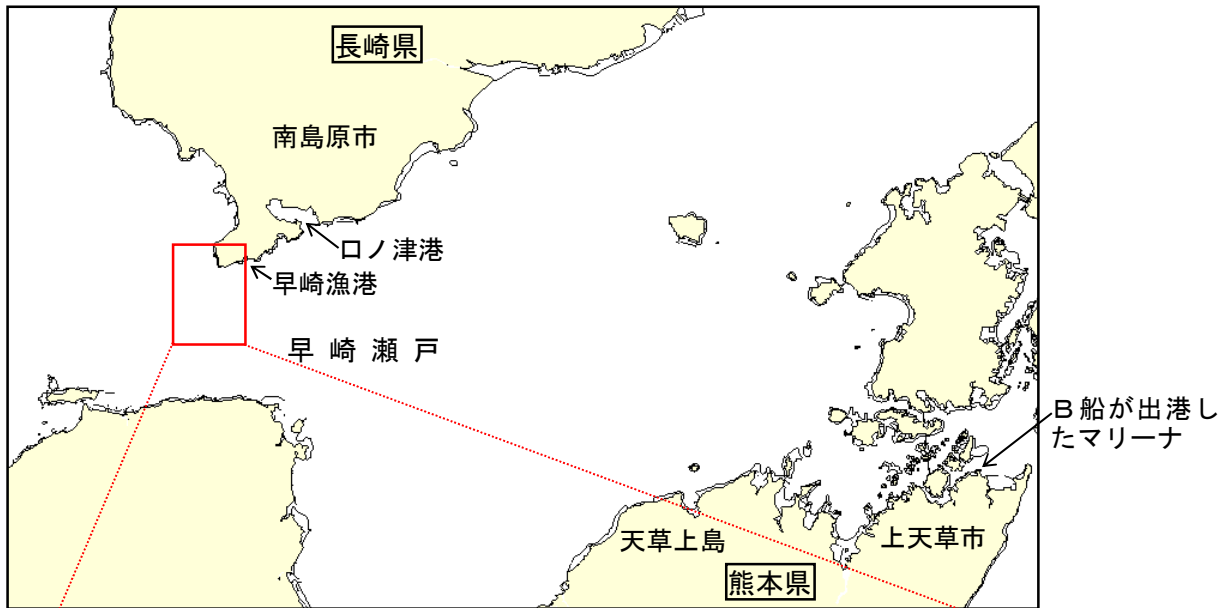 長崎県
南島原市
口ノ津港
早崎漁港
早崎瀬戸
B船が出港し
たマリーナ
天草上島
上天草市
熊本県